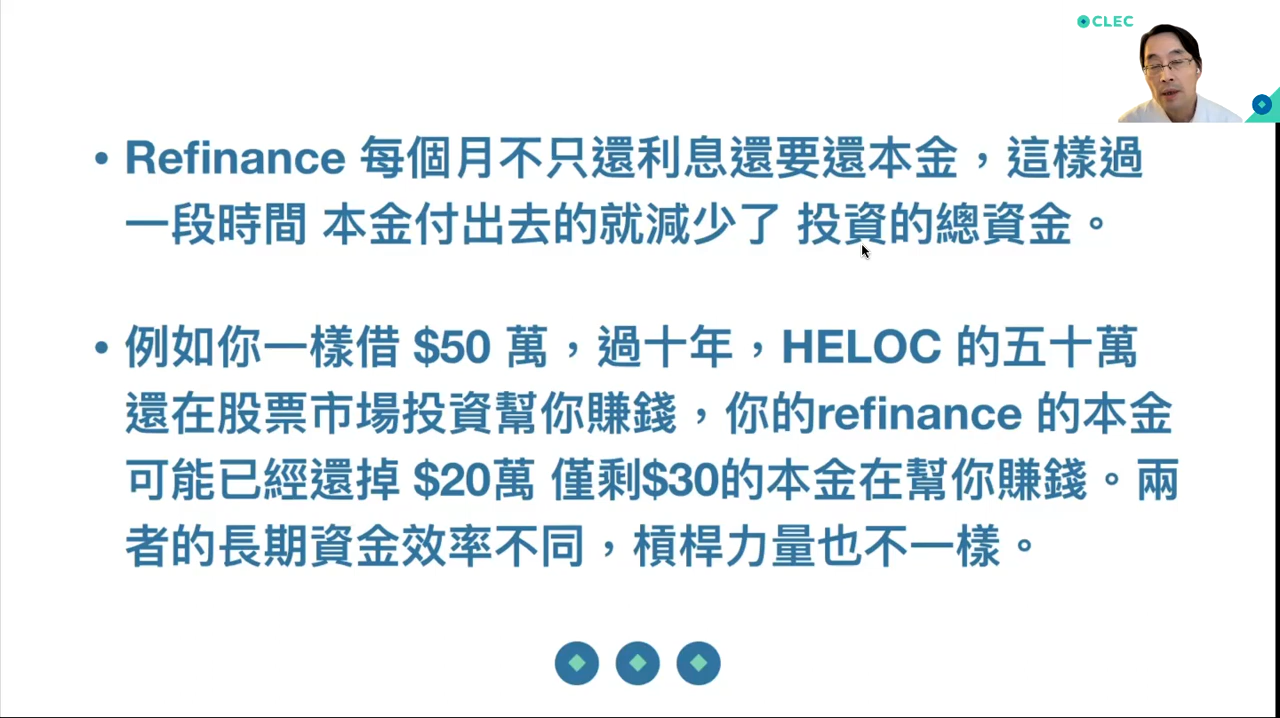 CLEC
• Refinance 每個月不只還利息還要還本金，這樣過
一段時間 本金付出去的就減少了 投資的總資金。
• 例如你一樣借 $50 萬，過十年，HELOC 的五十萬
還在股票市場投資幫你賺錢，你的refinance 的本金
可能已經還掉 $20萬 僅剩$30的本金在幫你賺錢。兩
者的長期資金效率不同，槓桿力量也不一樣。